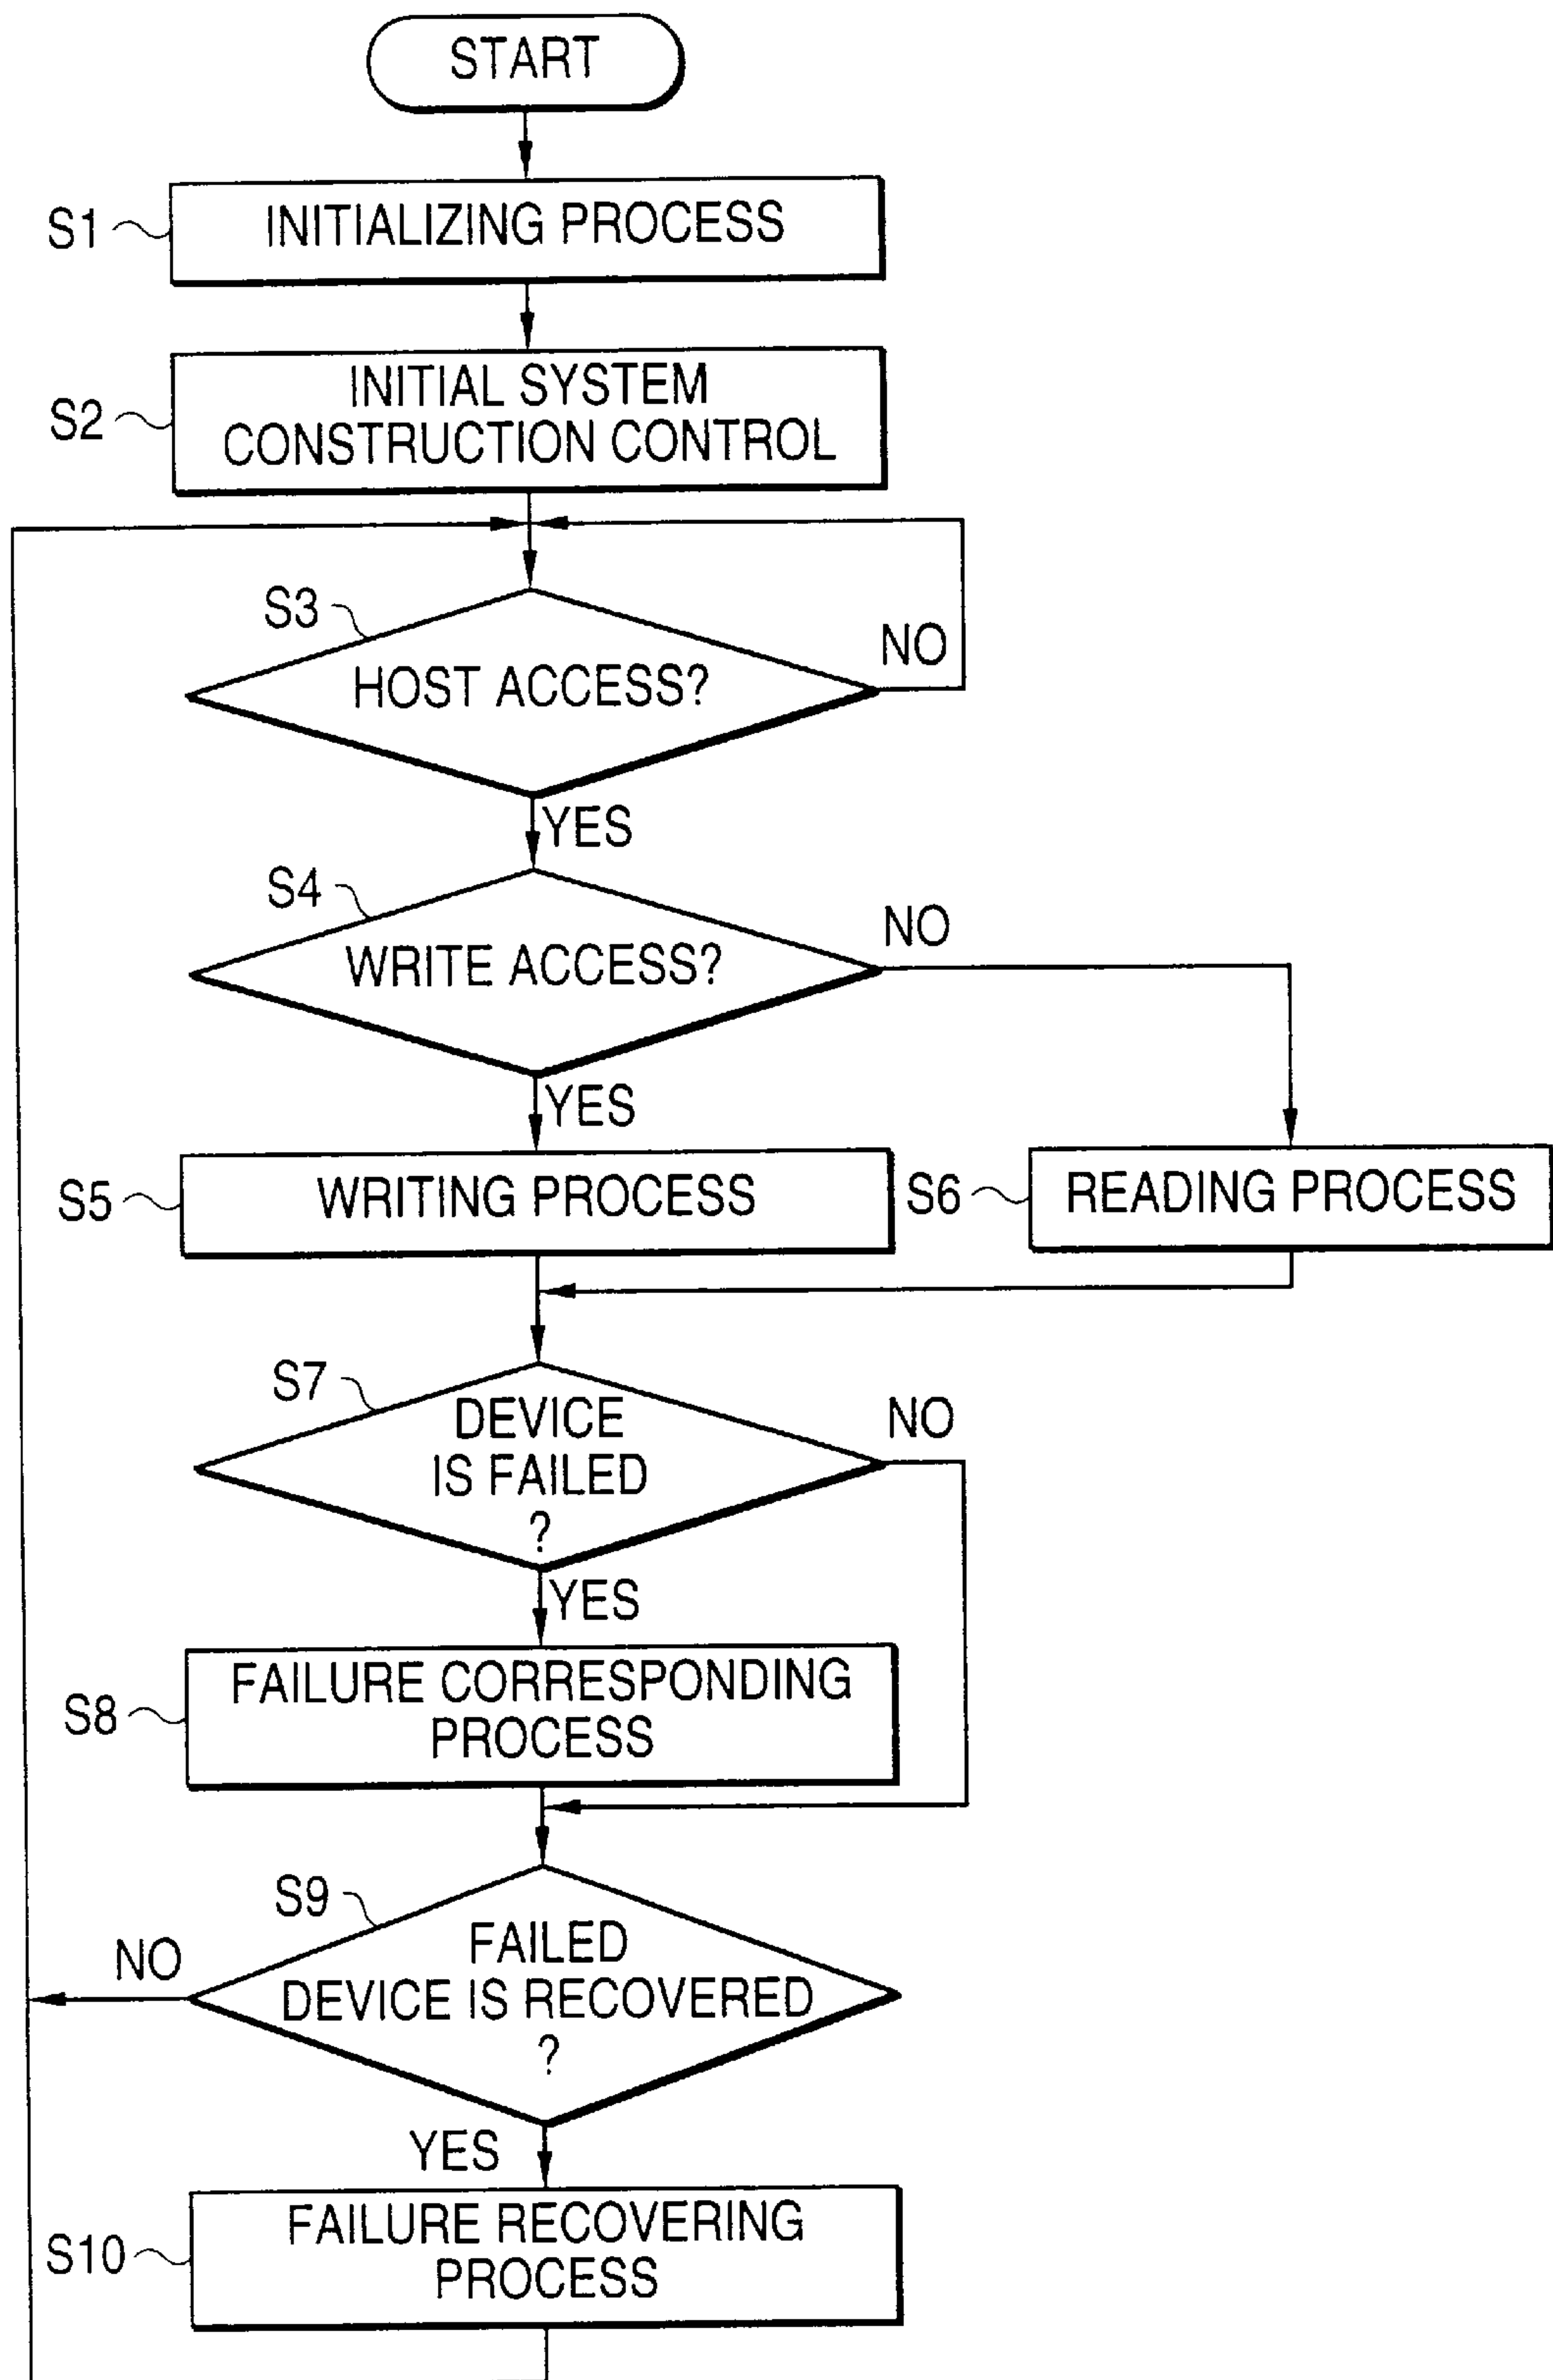 START
S1
INITIALIZING PROCESS
S2
INITIAL SYSTEM
CONSTRUCTION CONTROL
S3
HOST ACCESS?
NO
YES
S4
WRITE ACCESS?
NO
YES
S5
WRITING PROCESS
S6
READING PROCESS
S7
DEVICE
IS FAILED
?
NO
YES
S8
FAILURE CORRESPONDING
PROCESS
S9
FAILED
DEVICE IS RECOVERED
?
NO
YES
S10
FAILURE RECOVERING
PROCESS